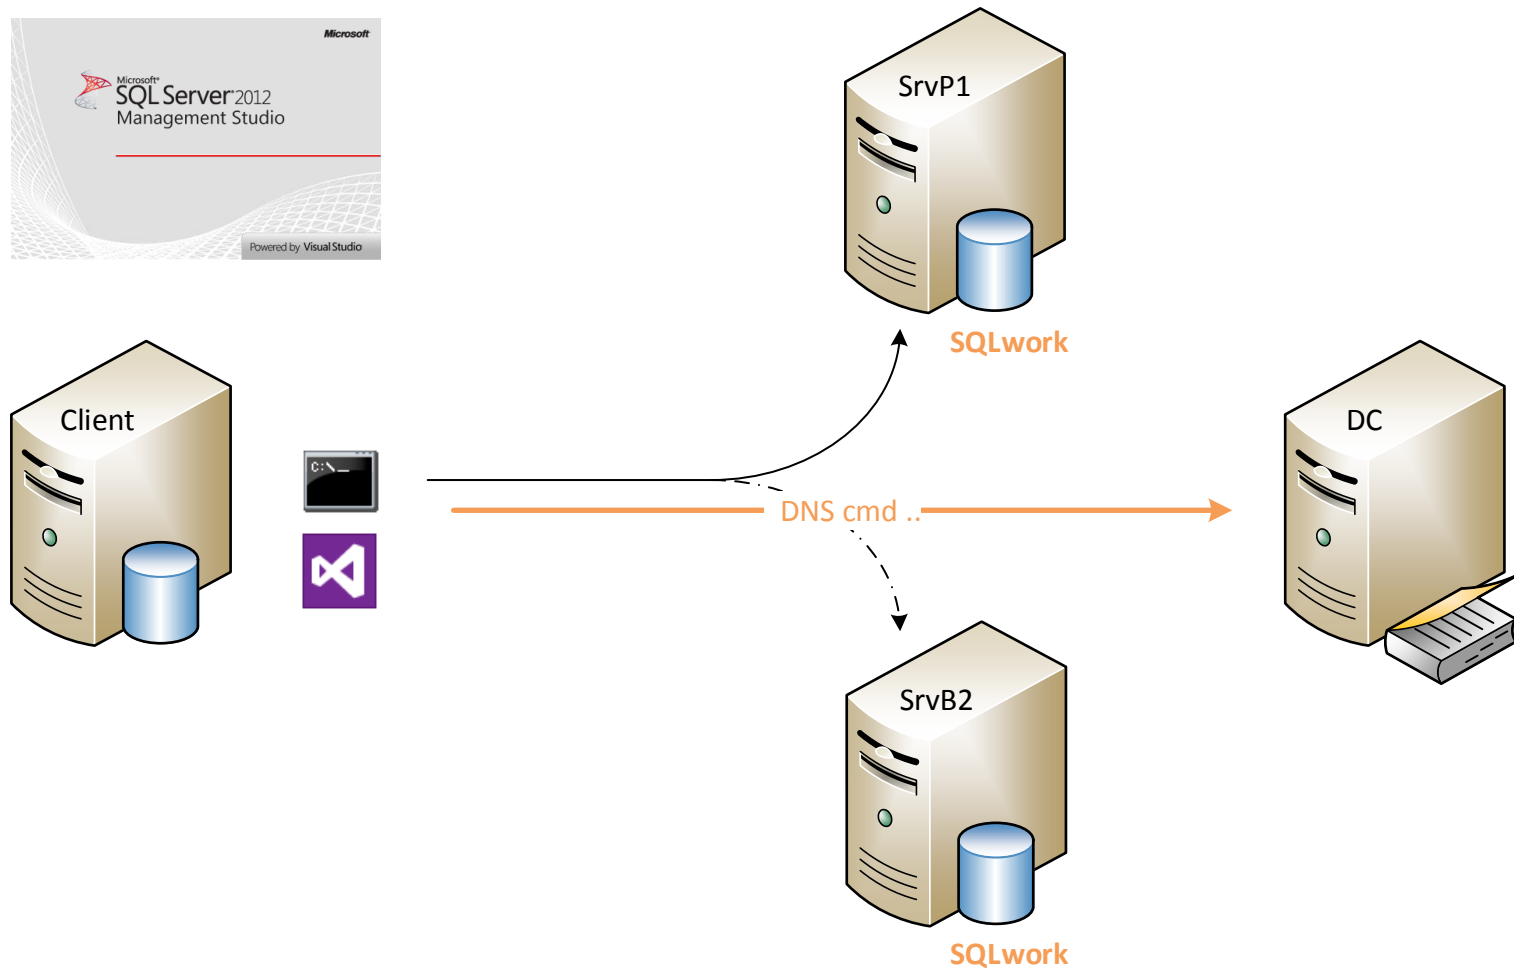 Microsoft
Microsoft®
SQL Server® 2012
Management Studio
Powered by Visual Studio
SrvP1
SQLwork
Client
C:\_
DC
DNS cmd ..
SrvB2
SQLwork